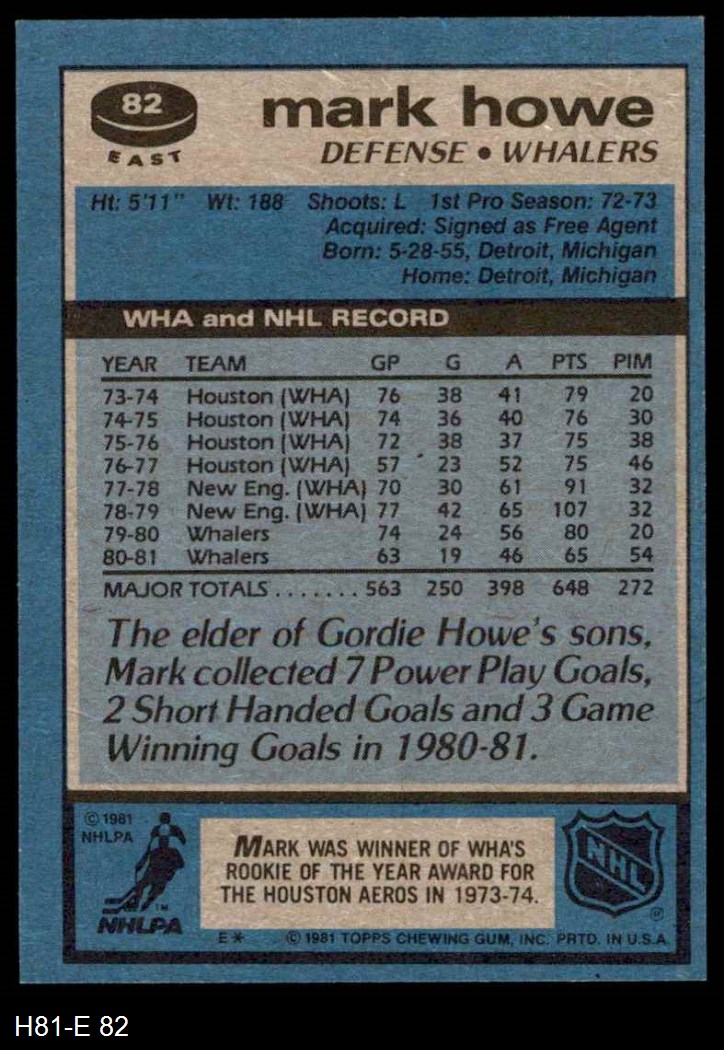 82
EAST
mark howe
DEFENSE • WHALERS
Ht: 5'11" Wt: 188 Shoots: L 1st Pro Season: 72-73
Acquired: Signed as Free Agent
Born: 5-28-55, Detroit, Michigan
Home: Detroit, Michigan
WHA and NHL RECORD
YEAR TEAM GP G A PTS PIM
73-74 Houston (WHA) 76 38 41 79 20
74-75 Houston (WHA) 74 36 40 76 30
75-76 Houston (WHA) 72 38 37 75 38
76-77 Houston (WHA) 57 23 52 75 46
77-78 New Eng. (WHA) 70 30 61 91 32
78-79 New Eng. (WHA) 77 42 65 107 32
79-80 Whalers 74 24 56 80 20
80-81 Whalers 63 19 46 65 54
MAJOR TOTALS ....... 563 250 398 648 272
The elder of Gordie Howe's sons,
Mark collected 7 Power Play Goals,
2 Short Handed Goals and 3 Game
Winning Goals in 1980-81.
© 1981
NHLPA
NHLPA
TM
MARK WAS WINNER OF WHA'S
ROOKIE OF THE YEAR AWARD FOR
THE HOUSTON AEROS IN 1973-74.
NHL
E* © 1981 TOPPS CHEWING GUM, INC. PRTD. IN U.S.A.
H81-E 82